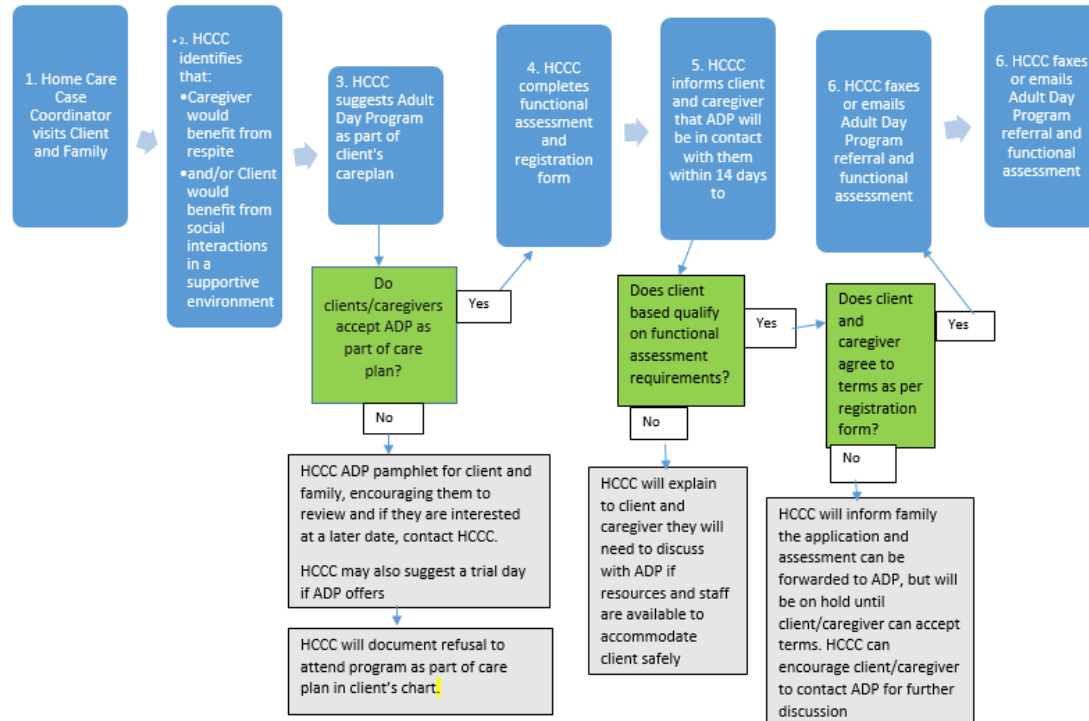 1. Home Care
Case
Coordinator
visits Client
and Family
• 2. HCCC
identifies
that:
•Caregiver
would
benefit from
respite
•and/or Client
would
benefit from
social
interactions
in a
supportive
environment
3. HCCC
suggests Adult
Day Program
as part of
client's
careplan
4. HCCC
completes
functional
assessment
and
registration
form
5. HCCC
informs client
and caregiver
that ADP will
be in contact
with them
within 14 days
to
6. HCCC faxes
or emails
Adult Day
Program
referral and
functional
assessment
6. HCCC faxes
or emails
Adult Day
Program
referral and
functional
assessment
Do
clients/caregivers
accept ADP as
part of care
plan?
Yes
No
Does client
based qualify
on functional
assessment
requirements?
Yes
No
Does client
and
caregiver
agree to
terms as per
registration
form?
Yes
No
HCCC ADP pamphlet for client and
family, encouraging them to
review and if they are interested
at a later date, contact HCCC.
HCCC may also suggest a trial day
if ADP offers
HCCC will document refusal to
attend program as part of care
plan in client's chart.
HCCC will explain
to client and
caregiver they will
need to discuss
with ADP if
resources and staff
are available to
accommodate
client safely
HCCC will inform family
the application and
assessment can be
forwarded to ADP, but will
be on hold until
client/caregiver can accept
terms. HCCC can
encourage client/caregiver
to contact ADP for further
discussion